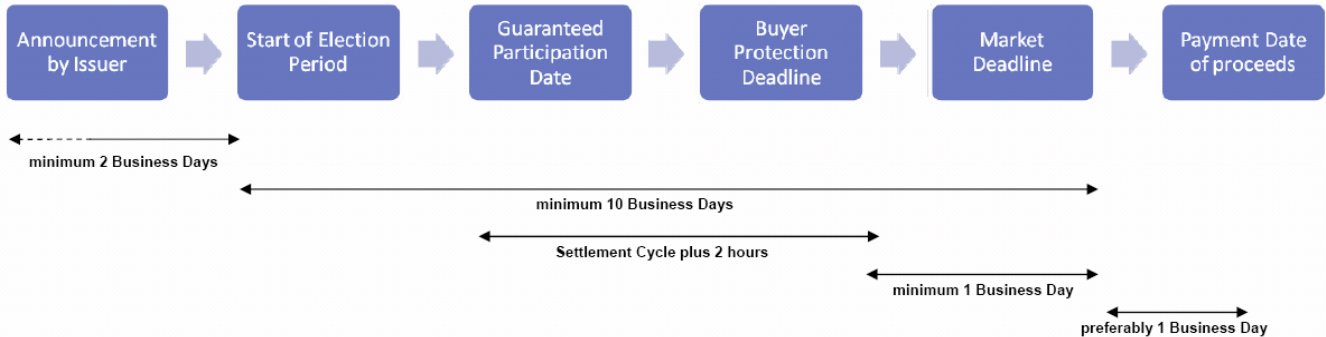 Announcement
by Issuer
Start of Election
Period
Guaranteed
Participation
Date
Buyer
Protection
Deadline
Market
Deadline
Payment Date
of proceeds
minimum 2 Business Days
minimum 10 Business Days
Settlement Cycle plus 2 hours
minimum 1 Business Day
preferably 1 Business Day